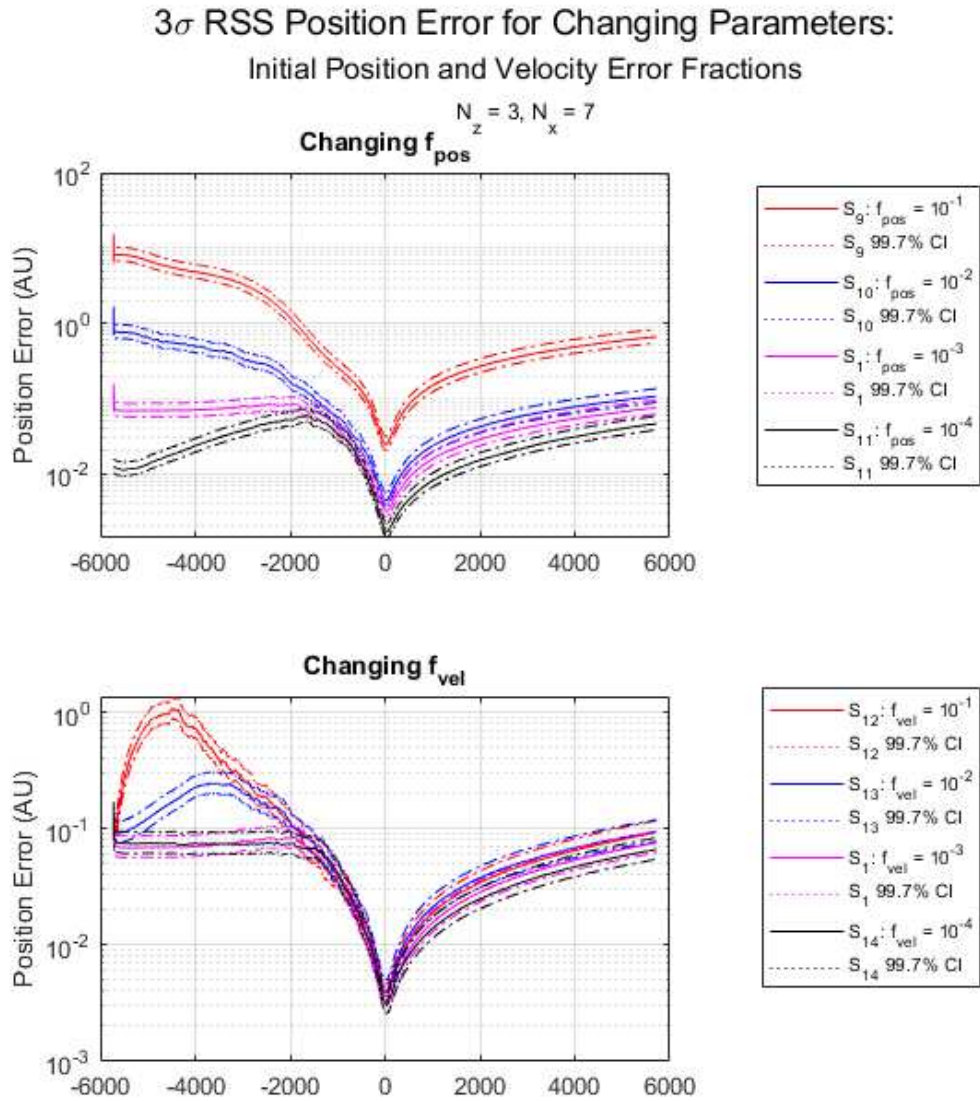 3σ RSS Position Error for Changing Parameters:
Initial Position and Velocity Error Fractions
N_z = 3, N_x = 7
Changing f_pos
Position Error (AU)
10^2
10^0
10^-2
-6000 -4000 -2000 0 2000 4000 6000
S_9: f_pos = 10^-1
S_9 99.7% CI
S_10: f_pos = 10^-2
S_10 99.7% CI
S_1: f_pos = 10^-3
S_1 99.7% CI
S_11: f_pos = 10^-4
S_11 99.7% CI
Changing f_vel
Position Error (AU)
10^0
10^-1
10^-2
10^-3
-6000 -4000 -2000 0 2000 4000 6000
S_12: f_vel = 10^-1
S_12 99.7% CI
S_13: f_vel = 10^-2
S_13 99.7% CI
S_1: f_vel = 10^-3
S_1 99.7% CI
S_14: f_vel = 10^-4
S_14 99.7% CI